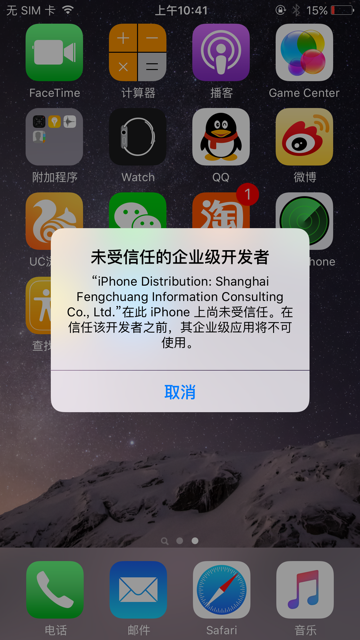 无 SIM 卡
上午10:41
15%
FaceTime
计算器
播客
Game Center
附加程序
Watch
QQ
微博
淘
1
UC
phone
查找
未受信任的企业级开发者
“iPhone Distribution: Shanghai
Fengchuang Information Consulting
Co., Ltd.”在此 iPhone 上尚未受信任。在
信任该开发者之前，其企业级应用将不可
使用。
取消
电话
邮件
Safari
音乐